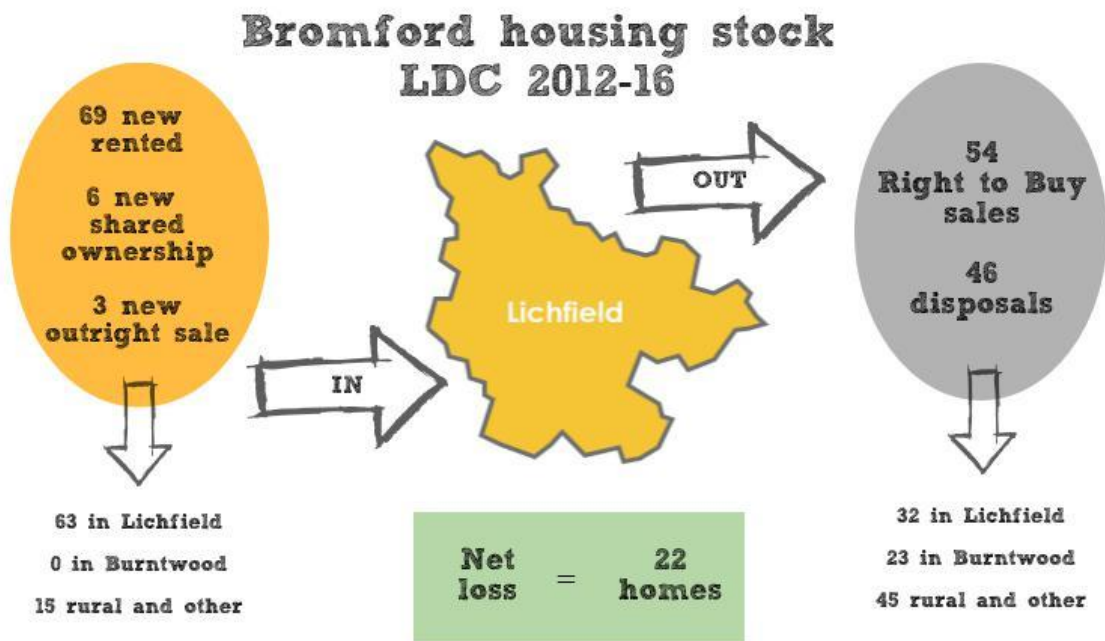 Bromford housing stock
LDC 2012-16
69 new
rented
6 new
shared
ownership
3 new
outright sale
IN
63 in Lichfield
0 in Burntwood
15 rural and other
Lichfield
OUT
54
Right to Buy
sales
46
disposals
32 in Lichfield
23 in Burntwood
45 rural and other
Net
loss
=
22
homes